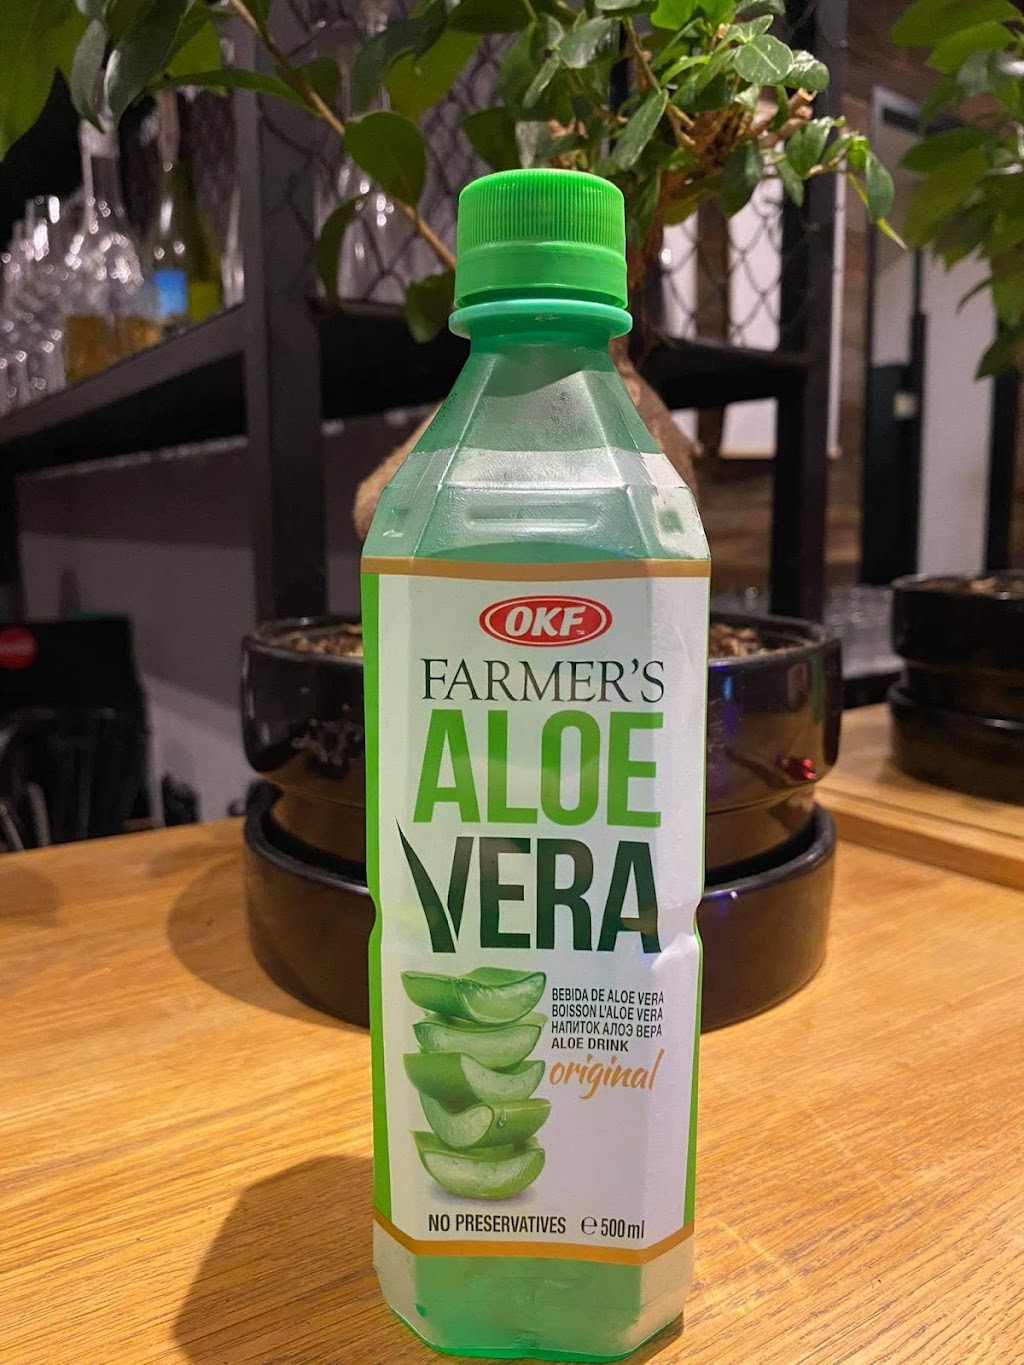 OKF™
FARMER'S
ALOE
VERA
BEBIDA DE ALOE VERA
BOISSON L'ALOE VERA
НАПИТОК АЛОЭ ВЕРА
ALOE DRINK
original
NO PRESERVATIVES ℮500ml